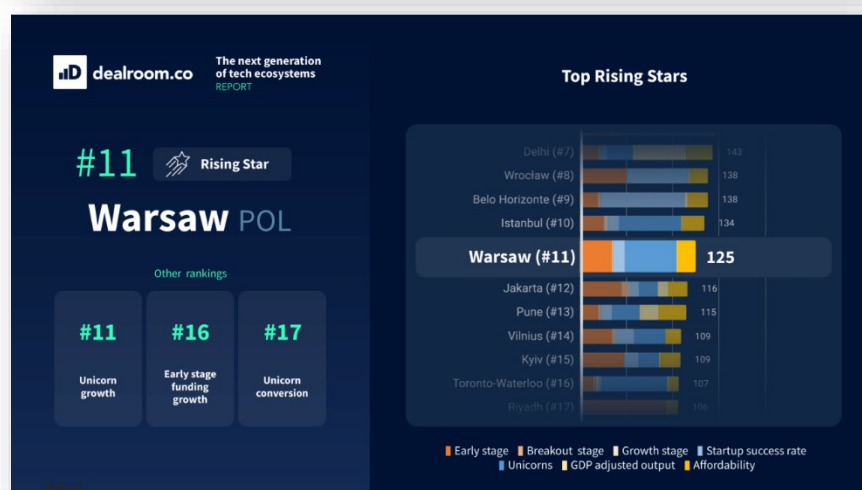 dealroom.co
The next generation
of tech ecosystems
REPORT
#11
Rising Star
Warsaw POL
Other rankings
#11
Unicorn
growth
#16
Early stage
funding
growth
#17
Unicorn
conversion
Top Rising Stars
Delhi (#7) 143
Wrocław (#8) 138
Belo Horizonte (#9) 138
Istanbul (#10) 134
Warsaw (#11) 125
Jakarta (#12) 116
Pune (#13) 115
Vilnius (#14) 109
Kyiv (#15) 109
Toronto-Waterloo (#16) 107
Riyadh (#17) 106
Early stage Breakout stage Growth stage Startup success rate
Unicorns GDP adjusted output Affordability